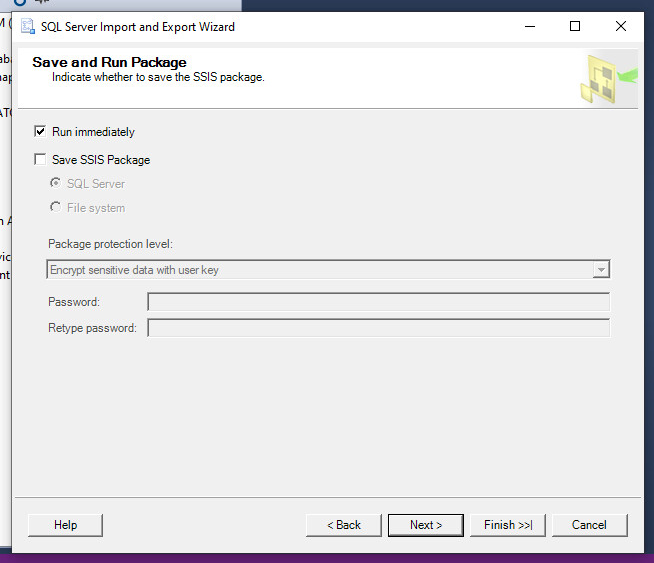 SQL Server Import and Export Wizard
Save and Run Package
Indicate whether to save the SSIS package.
Run immediately
Save SSIS Package
SQL Server
File system
Package protection level:
Encrypt sensitive data with user key
Password:
Retype password:
Help
< Back
Next >
Finish >>|
Cancel